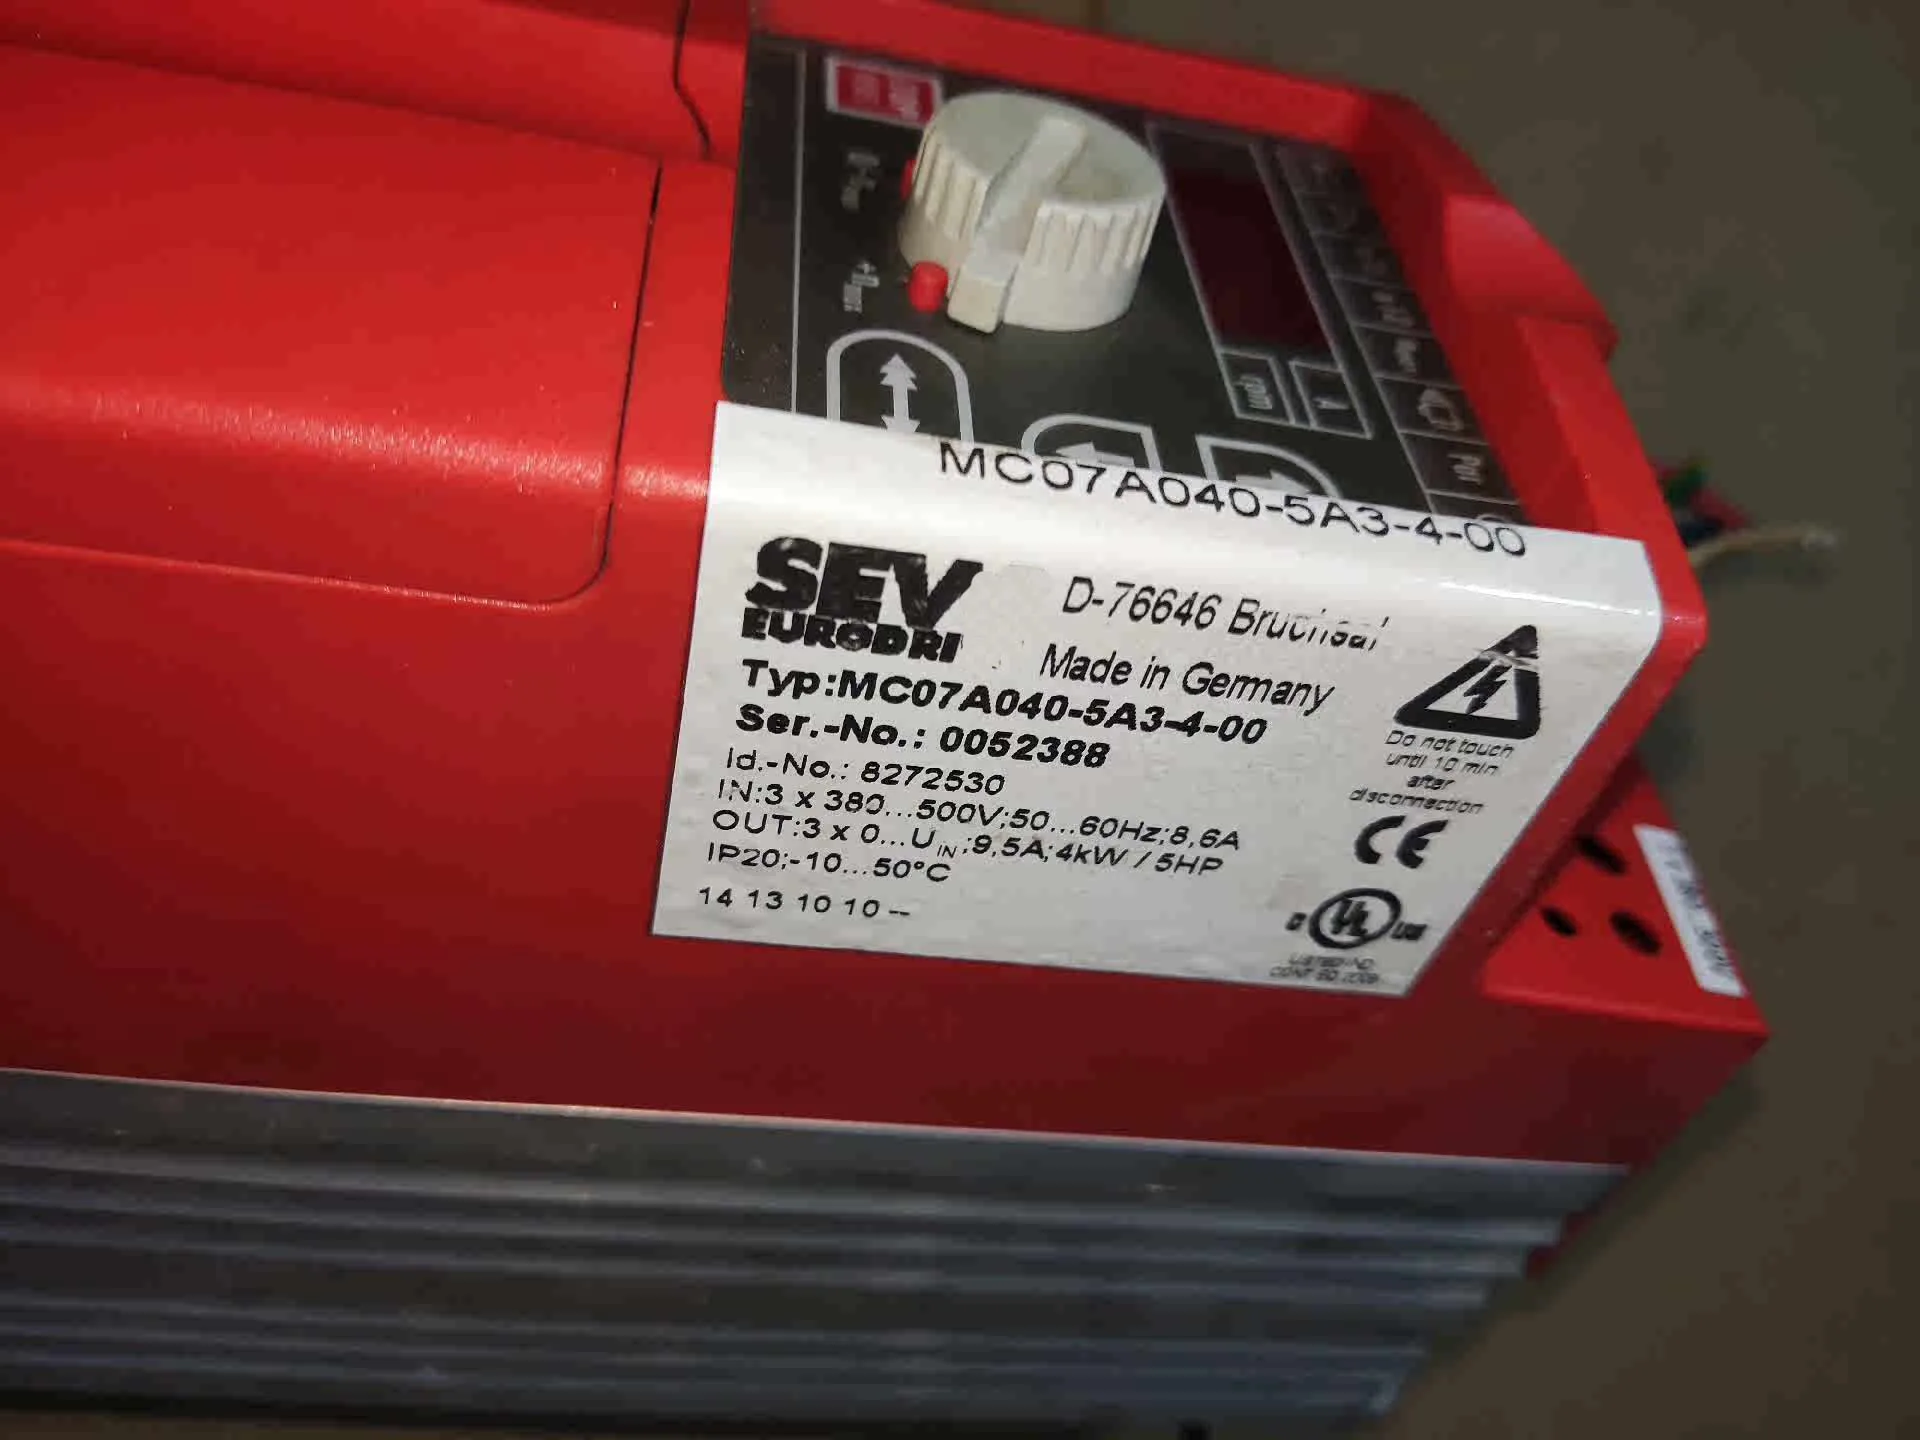 MC07A040-5A3-4-00
SEV
EURODRI
D-76646 Bruchsal
Made in Germany
Typ:MC07A040-5A3-4-00
Ser.-No.: 0052388
Id.-No.: 8272530
IN:3 x 380...500V;50...60Hz;8,6A
OUT:3 x 0...UIN;9,5A;4kW / 5HP
IP20;-10...50°C
14 13 10 10 --
Do not touch
until 10 min
after
disconnection
CE
C UL